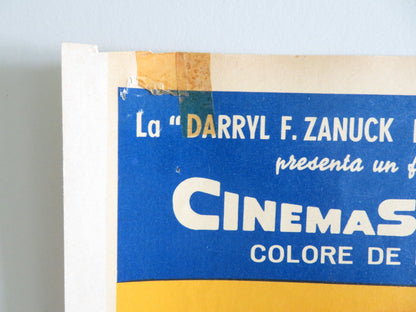 La "DARRYL F. ZANUCK
presenta un
CINEMAS
COLORE DE